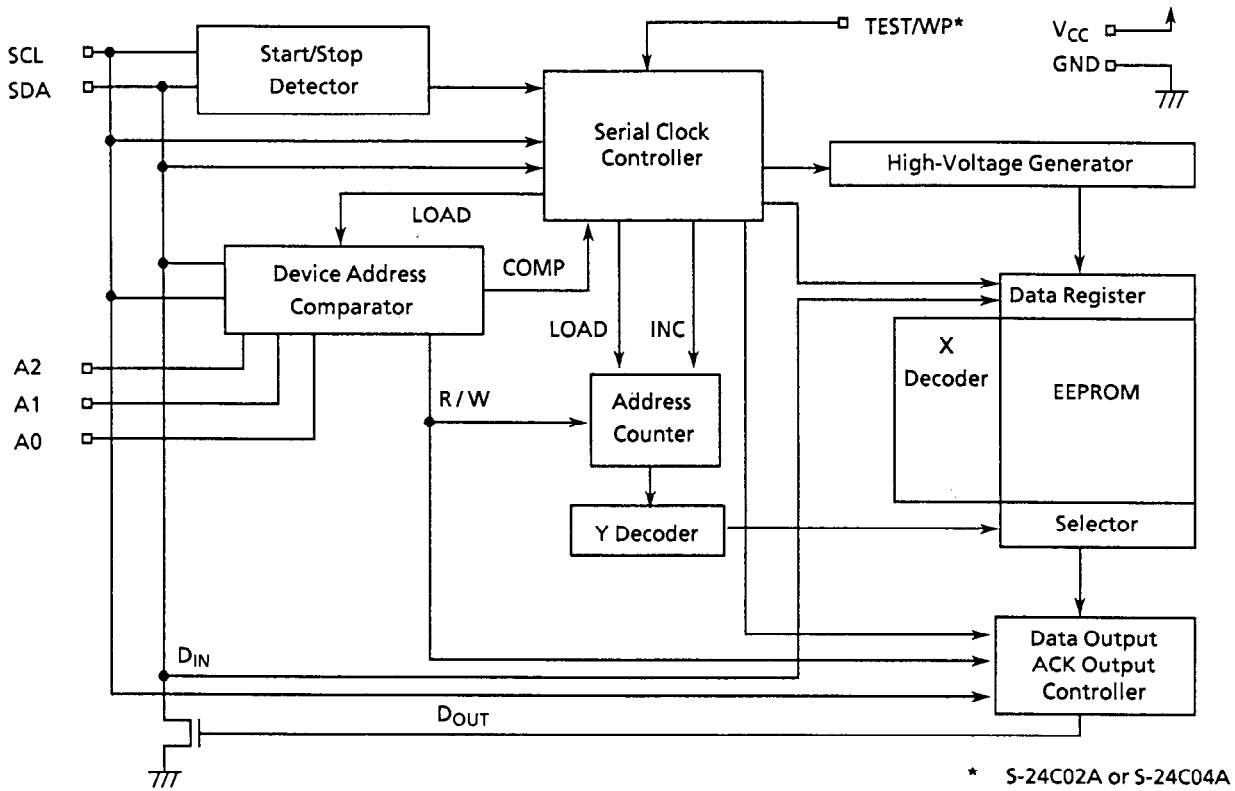 TEST/WP*
VCC
GND
SCL
SDA
Start/Stop
Detector
Serial Clock
Controller
High-Voltage Generator
LOAD
Device Address
Comparator
COMP
LOAD
INC
Data Register
X
Decoder
EEPROM
A2
A1
A0
R / W
Address
Counter
Y Decoder
Selector
DIN
Data Output
ACK Output
Controller
DOUT
* S-24C02A or S-24C04A